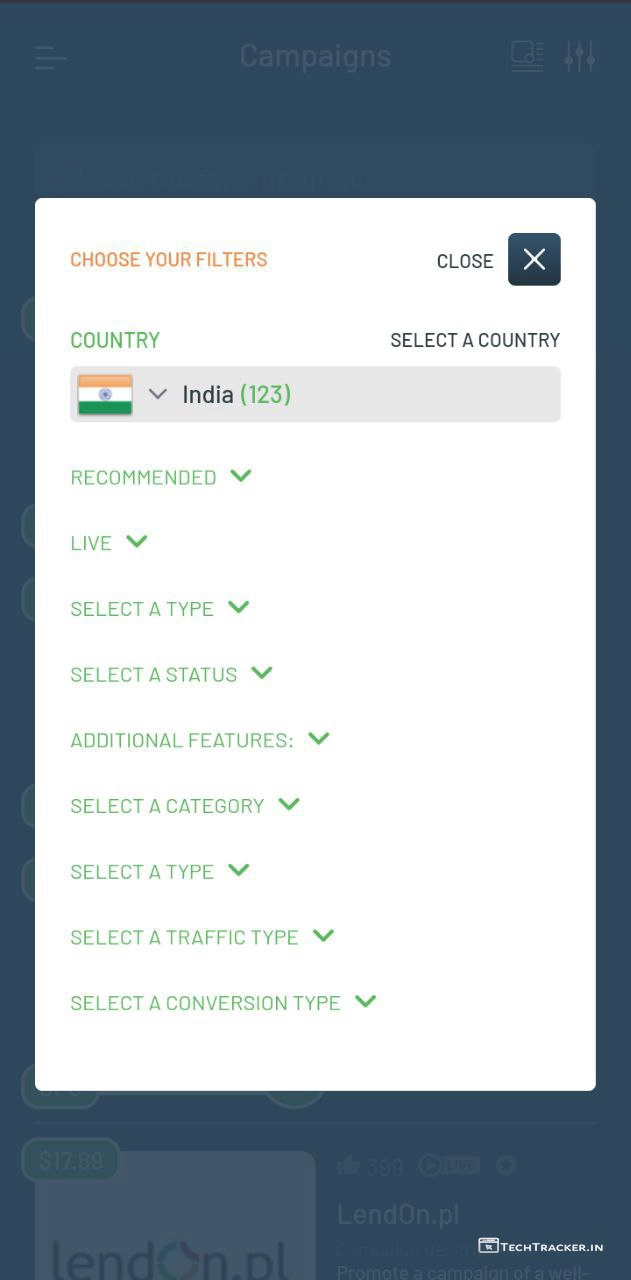 Campaigns
Search for a program
CHOOSE YOUR FILTERS
CLOSE
COUNTRY
SELECT A COUNTRY
India (123)
RECOMMENDED
LIVE
SELECT A TYPE
SELECT A STATUS
ADDITIONAL FEATURES:
SELECT A CATEGORY
SELECT A TYPE
SELECT A TRAFFIC TYPE
SELECT A CONVERSION TYPE
$17.89
399
LIVE
LendOn.pl
Campaign
Promote a campaign of a well-
lendon.pl
TECHTRACKER.IN